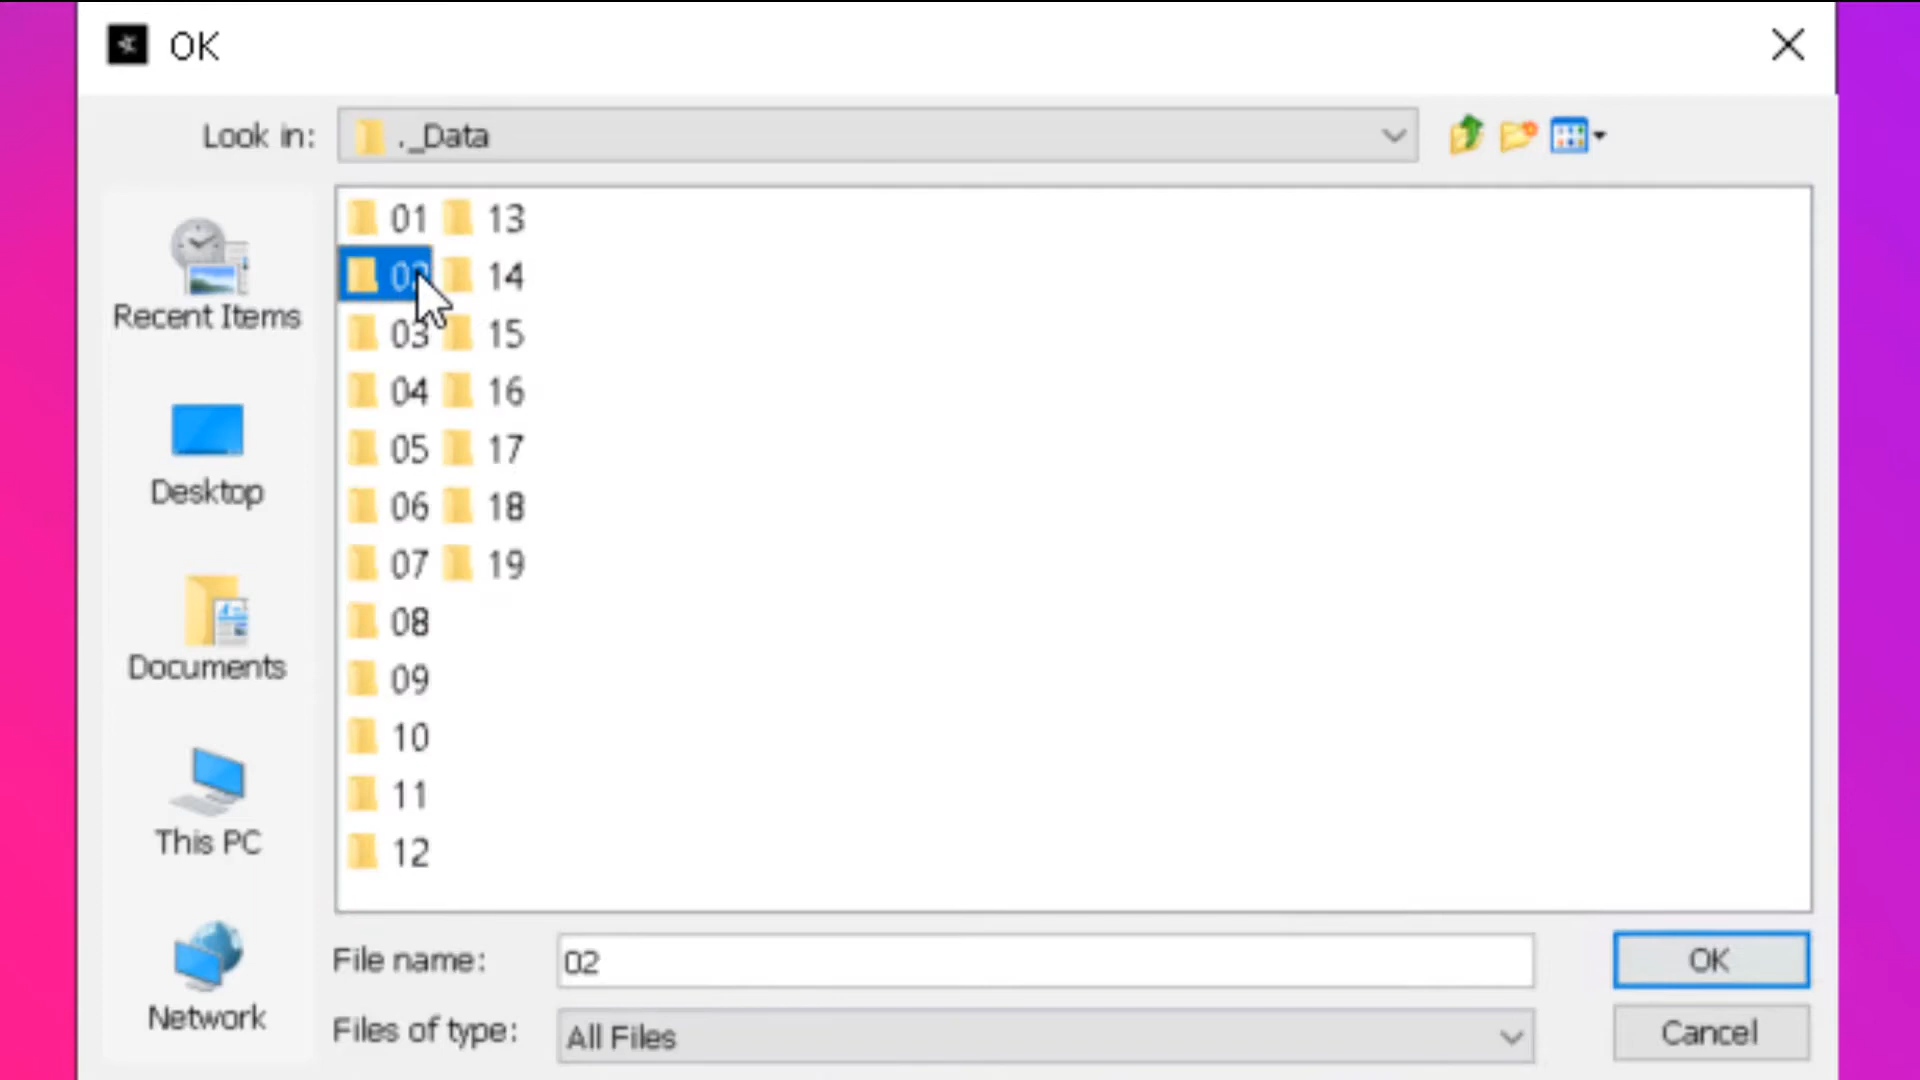 OK
Look in: ._Data
01 13
02 14
03 15
04 16
05 17
06 18
07 19
08
09
10
11
12
Recent Items
Desktop
Documents
This PC
Network
File name: 02 OK
Files of type: All Files Cancel